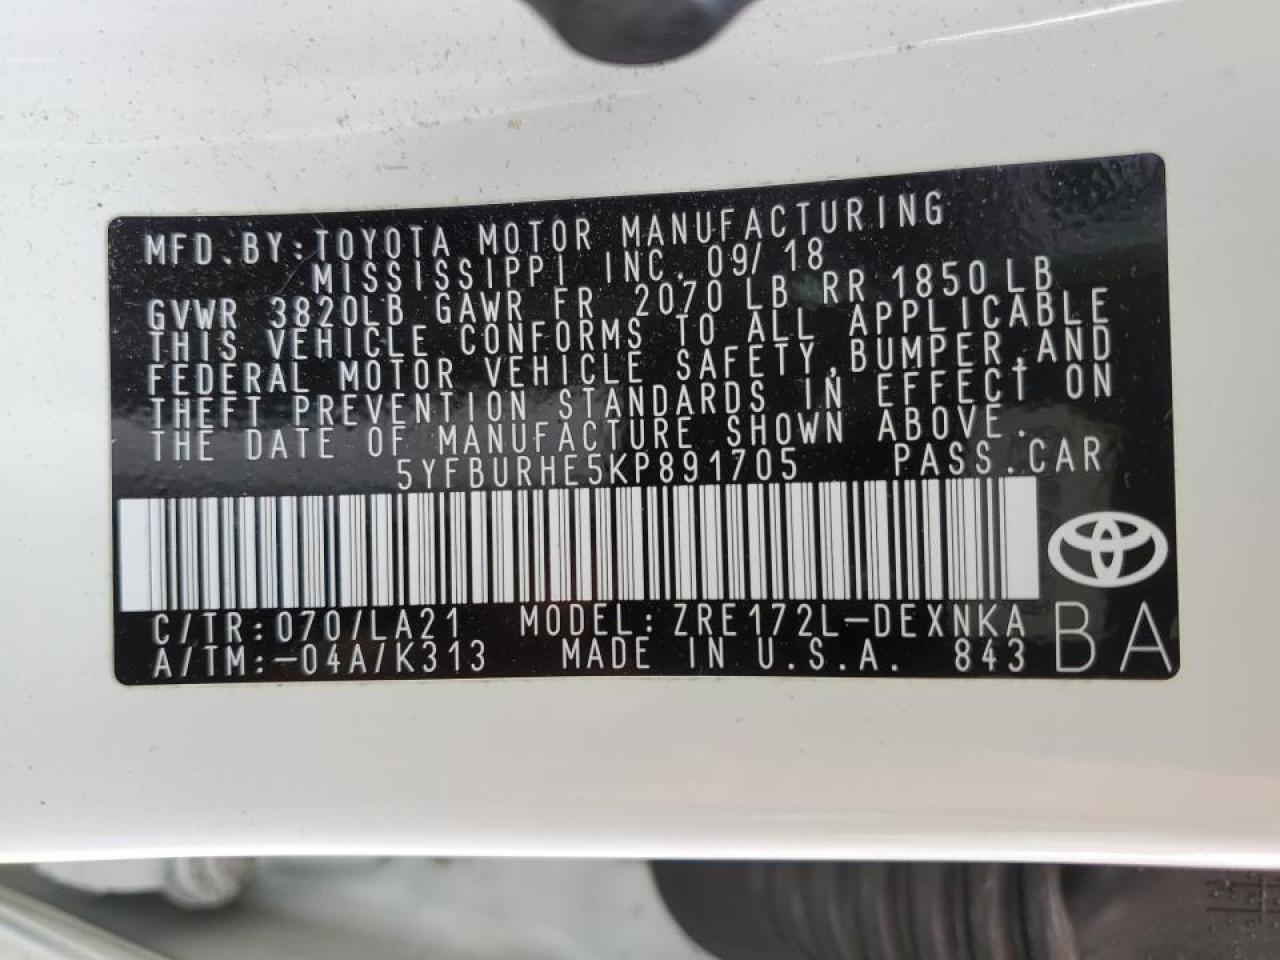 MFD.BY:TOYOTA MOTOR MANUFACTURING
MISSISSIPPI INC. 09/18
GVWR 3820LB GAWR FR 2070 LB RR 1850LB
THIS VEHICLE CONFORMS TO ALL APPLICABLE
FEDERAL MOTOR VEHICLE SAFETY,BUMPER,AND
THEFT PREVENTION STANDARDS IN EFFECT ON
THE DATE OF MANUFACTURE SHOWN ABOVE.
5YFBURHE5KP891705 PASS.CAR
C/TR:070/LA21 MODEL:ZRE172L-DEXNKA
A/TM:-04A/K313 MADE IN U.S.A. 843
BA